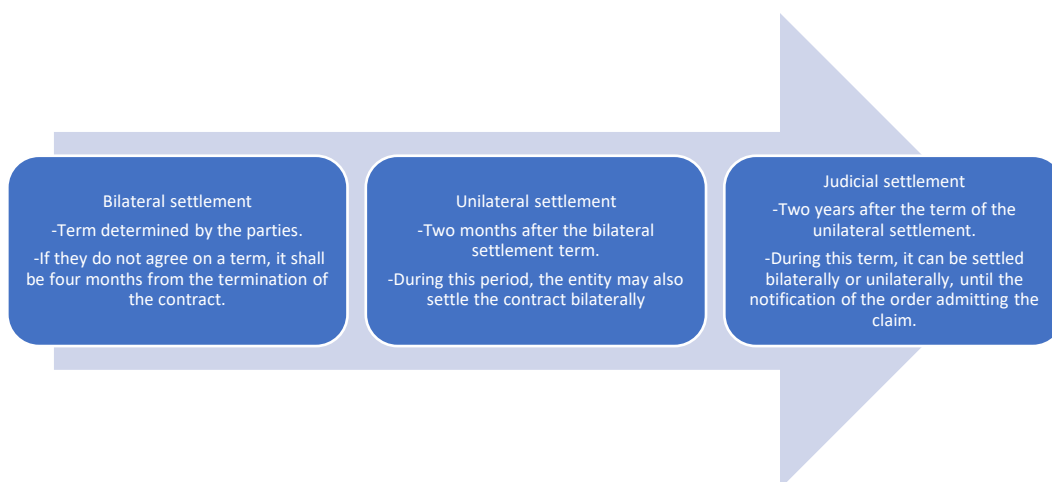 Bilateral settlement
-Term determined by the parties.
-If they do not agree on a term, it shall
be four months from the termination of
the contract.
Unilateral settlement
-Two months after the bilateral
settlement term.
-During this period, the entity may also
settle the contract bilaterally
Judicial settlement
-Two years after the term of the
unilateral settlement.
-During this term, it can be settled
bilaterally or unilaterally, until the
notification of the order admitting the
claim.